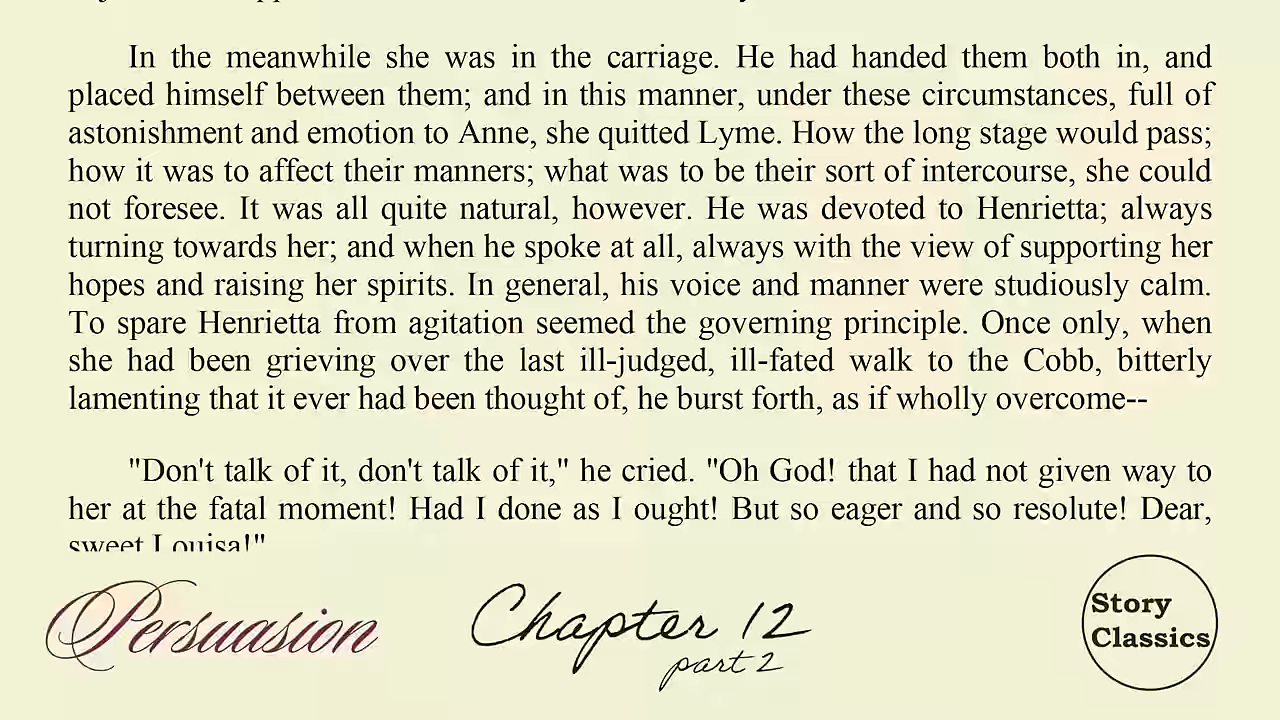 In the meanwhile she was in the carriage. He had handed them both in, and
placed himself between them; and in this manner, under these circumstances, full of
astonishment and emotion to Anne, she quitted Lyme. How the long stage would pass;
how it was to affect their manners; what was to be their sort of intercourse, she could
not foresee. It was all quite natural, however. He was devoted to Henrietta; always
turning towards her; and when he spoke at all, always with the view of supporting her
hopes and raising her spirits. In general, his voice and manner were studiously calm.
To spare Henrietta from agitation seemed the governing principle. Once only, when
she had been grieving over the last ill-judged, ill-fated walk to the Cobb, bitterly
lamenting that it ever had been thought of, he burst forth, as if wholly overcome--
"Don't talk of it, don't talk of it," he cried. "Oh God! that I had not given way to
her at the fatal moment! Had I done as I ought! But so eager and so resolute! Dear,
sweet Louisa!"
Persuasion
Chapter 12
part 2
Story
Classics